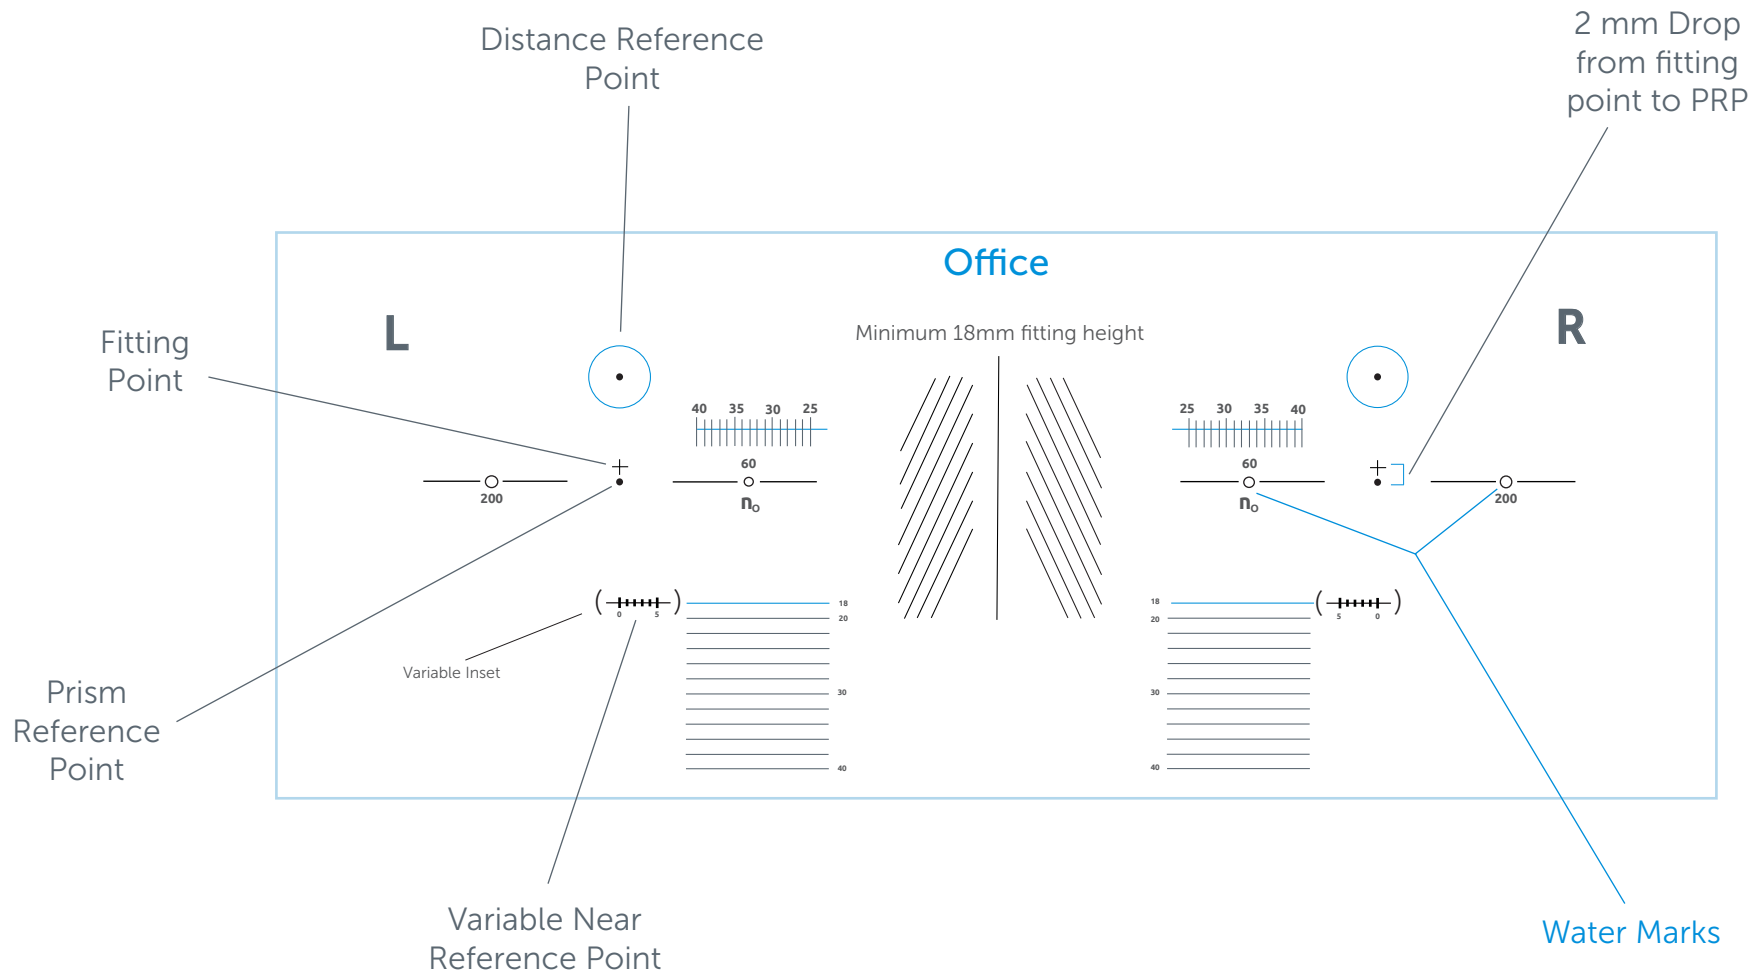 2 mm Drop
from fitting
point to PRP
Distance Reference
Point
Office
L
R
Minimum 18mm fitting height
Fitting
Point
40 35 30 25
25 30 35 40
60
60
200
n₀
n₀
200
0 5
18
20
30
40
18
20
30
40
5 0
Variable Inset
Prism
Reference
Point
Variable Near
Reference Point
Water Marks